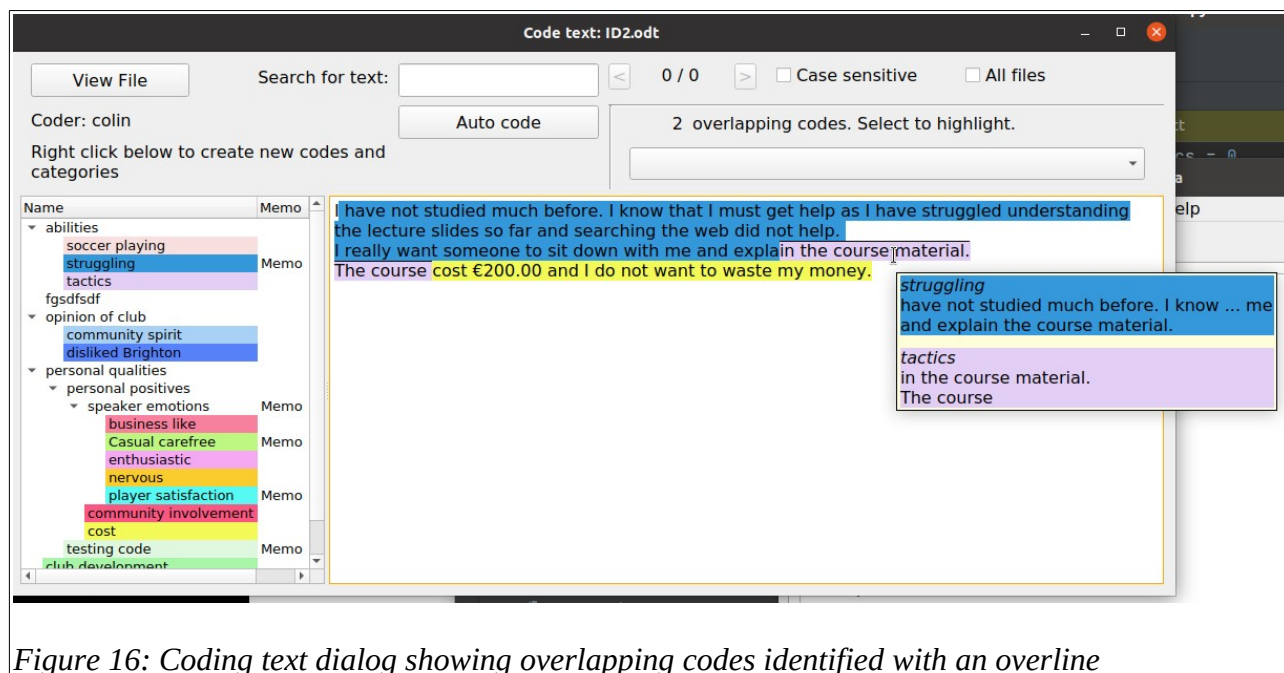 Code text: ID2.odt
View File
Search for text:
<
0 / 0
>
Case sensitive
All files
Coder: colin
Auto code
2 overlapping codes. Select to highlight.
Right click below to create new codes and
categories
Name
Memo
abilities
soccer playing
struggling
Memo
tactics
fgsdfsdf
opinion of club
community spirit
disliked Brighton
personal qualities
personal positives
speaker emotions
Memo
business like
Casual carefree
Memo
enthusiastic
nervous
player satisfaction
Memo
community involvement
cost
testing code
Memo
club development
I have not studied much before. I know that I must get help as I have struggled understanding
the lecture slides so far and searching the web did not help.
I really want someone to sit down with me and explain the course material.
The course cost €200.00 and I do not want to waste my money.
struggling
have not studied much before. I know ... me
and explain the course material.
tactics
in the course material.
The course
elp
Figure 16: Coding text dialog showing overlapping codes identified with an overline